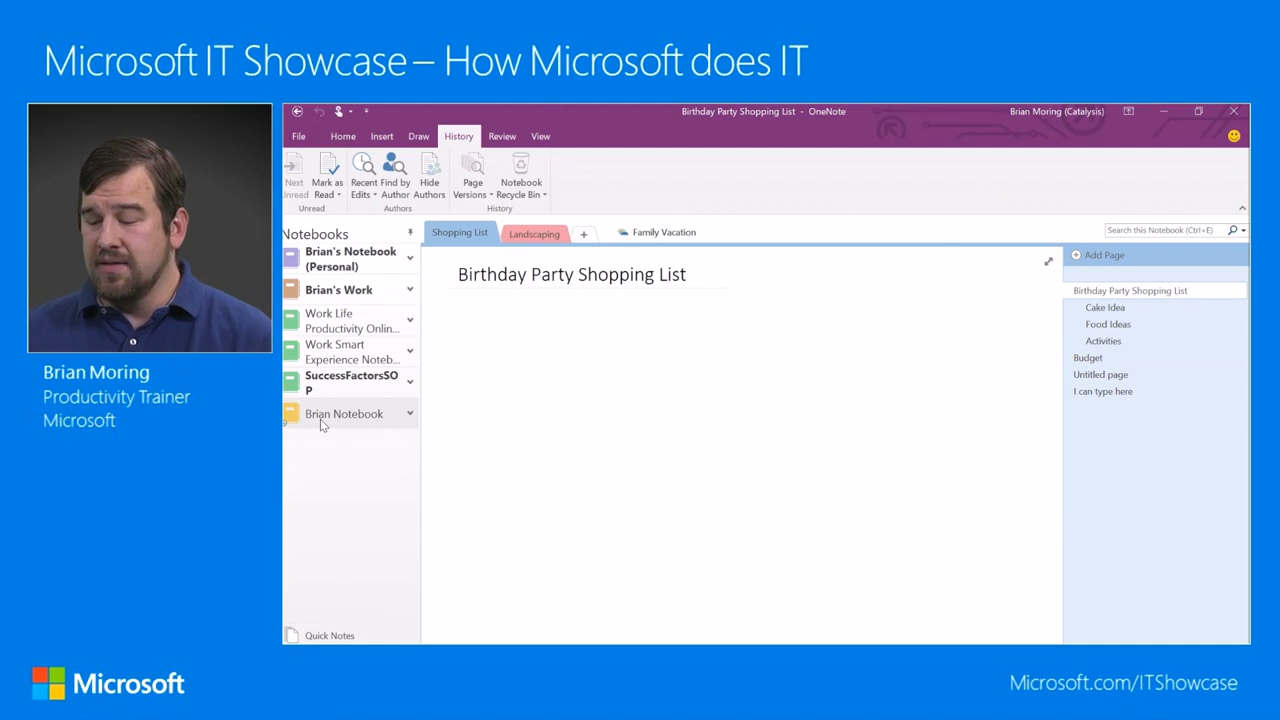 Microsoft IT Showcase – How Microsoft does IT
Birthday Party Shopping List - OneNote
Brian Moring (Catalysis)
File Home Insert Draw History Review View
Next Unread
Mark as Read
Unread
Recent Edits
Find by Author
Hide Authors
Authors
Page Versions
Notebook Recycle Bin
History
Notebooks
Brian's Notebook
(Personal)
Brian's Work
Work Life
Productivity Onlin...
Work Smart
Experience Noteb...
SuccessFactorsSO
P
Brian Notebook
Quick Notes
Shopping List Landscaping + Family Vacation
Search this Notebook (Ctrl+E)
Birthday Party Shopping List
Add Page
Birthday Party Shopping List
Cake Idea
Food Ideas
Activities
Budget
Untitled page
I can type here
Brian Moring
Productivity Trainer
Microsoft
Microsoft
Microsoft.com/ITShowcase